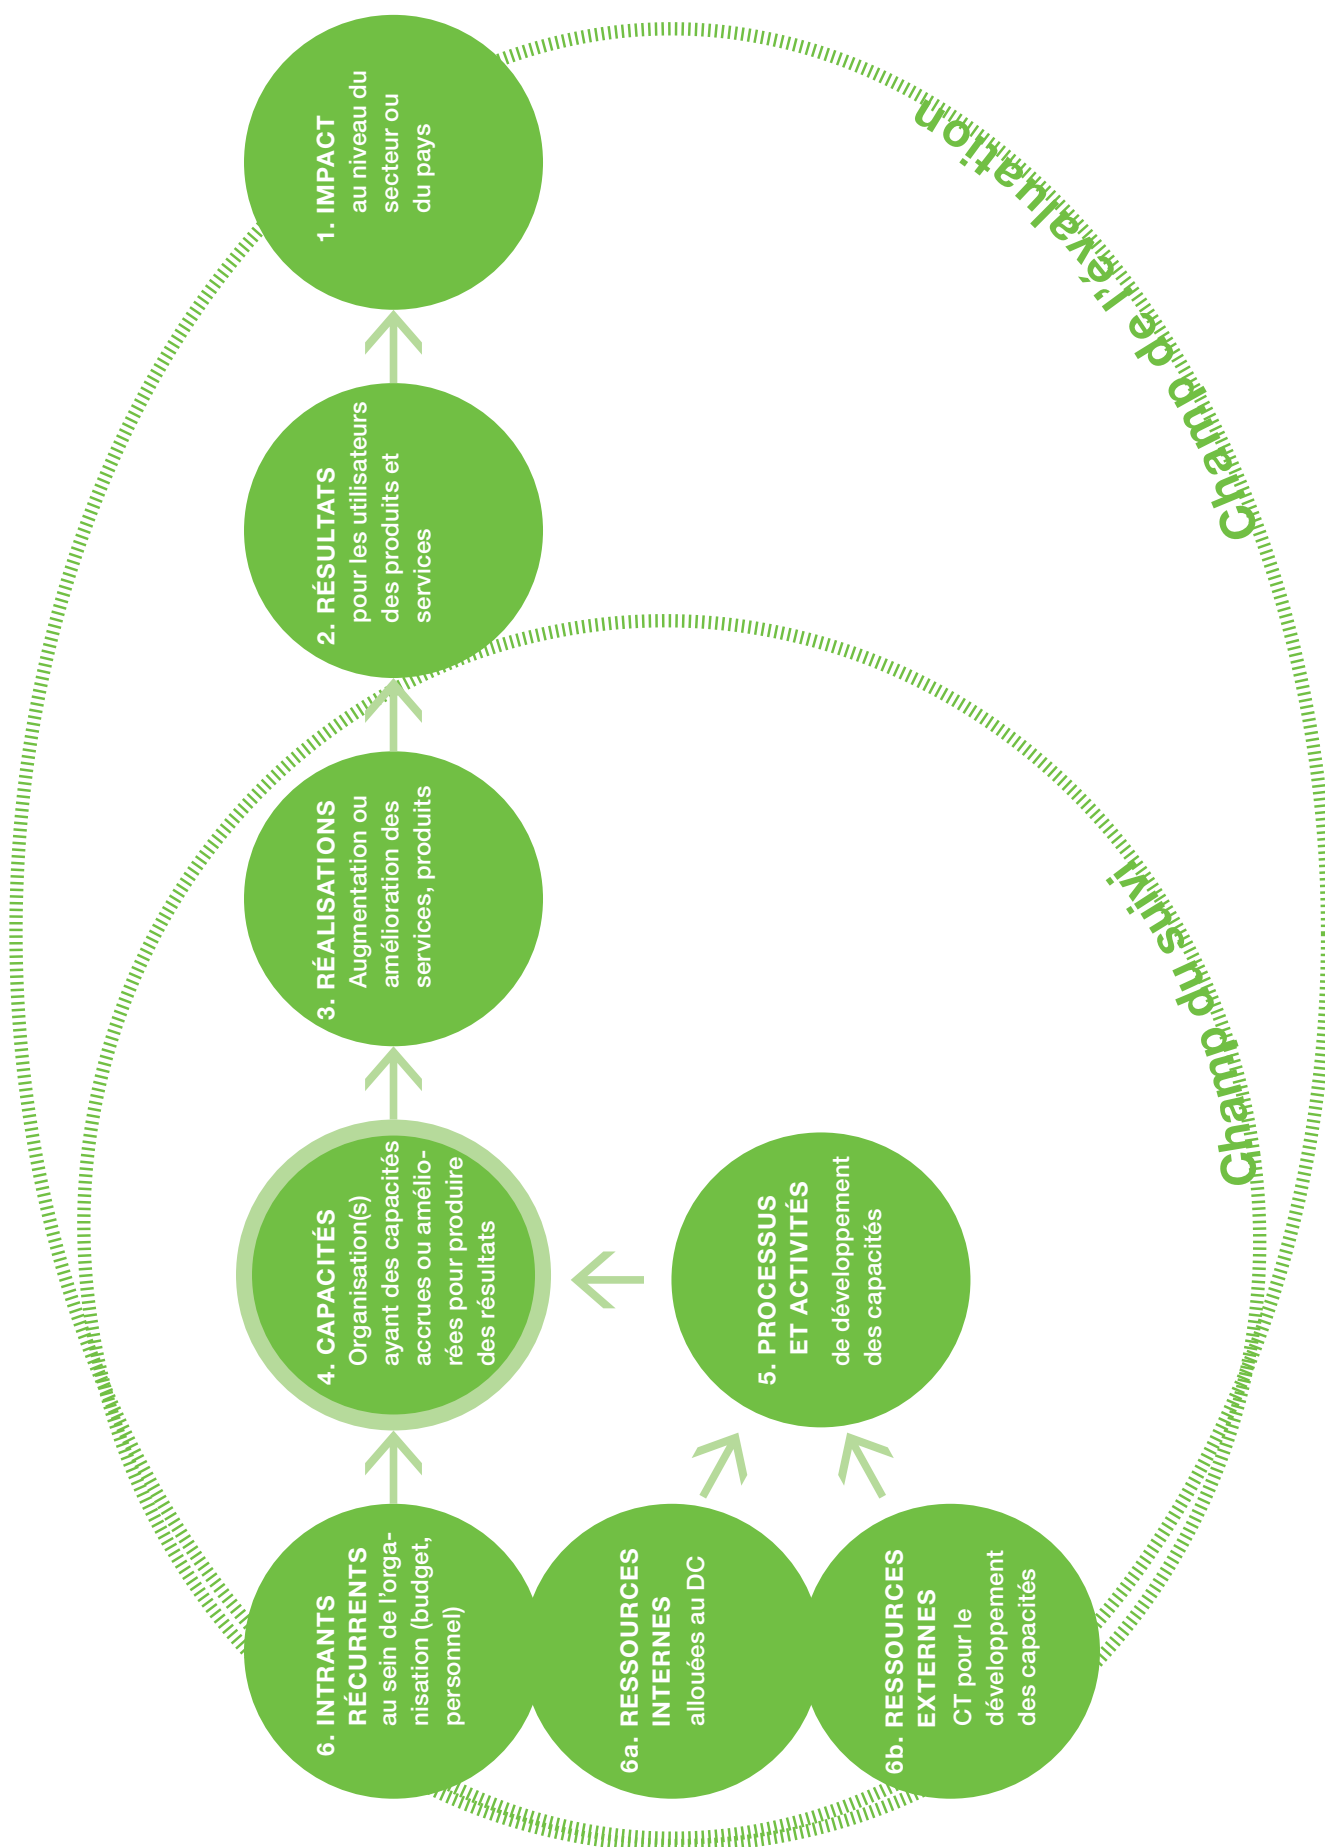 6. INTRANTS
RÉCURRENTS
au sein de l’orga-
nisation (budget,
personnel)
4. CAPACITÉS
Organisation(s)
ayant des capacités
accrues ou amélio-
rées pour produire
des résultats
3. RÉALISATIONS
Augmentation ou
amélioration des
services, produits
2. RÉSULTATS
pour les utilisateurs
des produits et
services
1. IMPACT
au niveau du
secteur ou
du pays
6a. RESSOURCES
INTERNES
allouées au DC
5. PROCESSUS
ET ACTIVITÉS
de développement
des capacités
6b. RESSOURCES
EXTERNES
CT pour le
développement
des capacités
Champ du suivi
Champ de l’évaluation